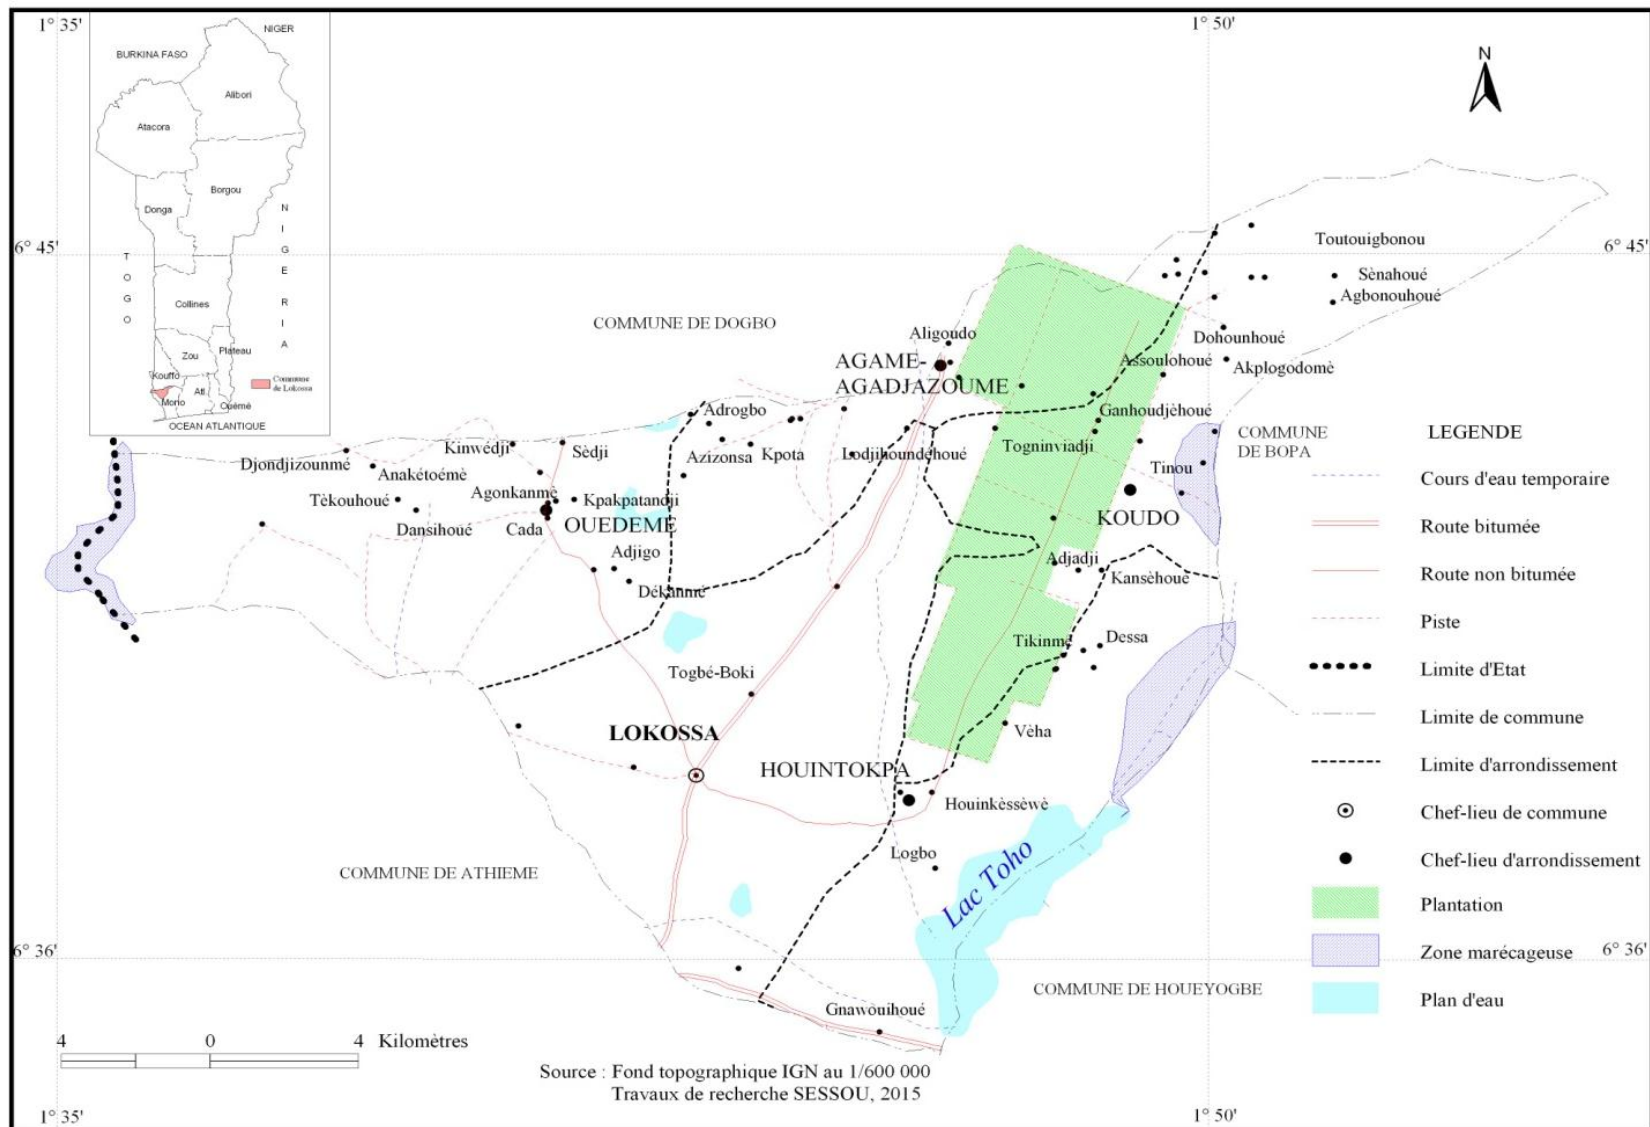 1° 35'
1° 50'
NIGER
BURKINA FASO
Alibori
Atacora
Borgou
Donga
NIGERIA
TOGO
Collines
Zou
Plateau
Kouffo
Atl.
Mono
Ouémé
Commune
de Lokossa
OCEAN ATLANTIQUE
N
6° 45'
6° 45'
Toutouigbonou
Sènahoué
Agbonouhoué
COMMUNE DE DOGBO
Aligoudo
Dohounhoué
AGAME-
AGADJAZOUME
Assoulohoué
Akplogodomè
Adrogbo
Ganhoudjèhoué
Kinwédji
Sèdji
Azizonsa
Kpota
Lodjihoundéhoué
Togninviadji
COMMUNE
DE BOPA
Djondjizounmé
Anakétoémè
Tinou
Tèkouhoué
Agonkanmè
Kpakpatandji
Dansihoué
Cada
OUEDEME
KOUDO
Adjigo
Adjadji
Kansèhoué
Dékanmé
Tikinmé
Dessa
Togbé-Boki
LOKOSSA
Vèha
HOUINTOKPA
Houinkèssèwè
Logbo
Lac Toho
COMMUNE DE ATHIEME
COMMUNE DE HOUEYOGBE
Gnawouihoué
6° 36'
6° 36'
LEGENDE
Cours d'eau temporaire
Route bitumée
Route non bitumée
Piste
Limite d'Etat
Limite de commune
Limite d'arrondissement
Chef-lieu de commune
Chef-lieu d'arrondissement
Plantation
Zone marécageuse
Plan d'eau
4 0 4 Kilomètres
Source : Fond topographique IGN au 1/600 000
Travaux de recherche SESSOU, 2015
1° 35'
1° 50'